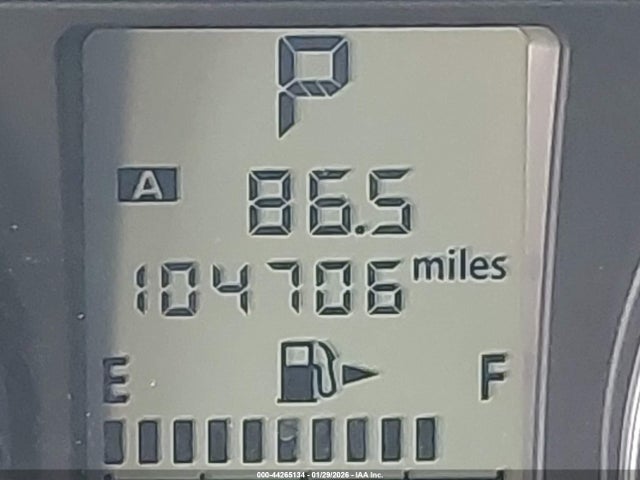 P
A 86.5
104706 miles
E F
000-44265134 - 01/29/2026 - IAA Inc.